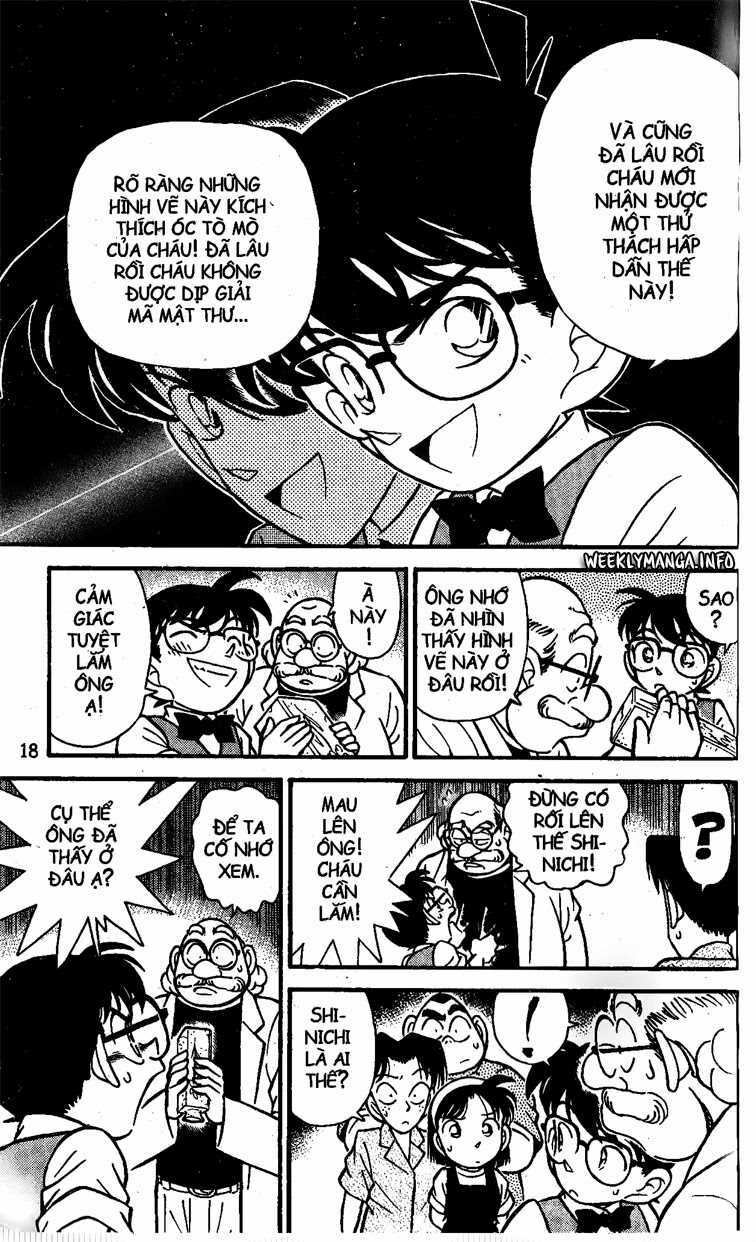 RÕ RÀNG NHỮNG
HÌNH VẼ NÀY KÍCH
THÍCH ÓC TÒ MÒ
CỦA CHÁU! ĐÃ LÂU
RỒI CHÁU KHÔNG
ĐƯỢC DỊP GIẢI
MÃ MẬT THƯ...
VÀ CŨNG
ĐÃ LÂU RỒI
CHÁU MỚI
NHẬN ĐƯỢC
MỘT THỬ
THÁCH HẤP
DẪN THẾ
NÀY!
WEEKLYMANGA.INFO
CẢM
GIÁC
TUYỆT
LẮM
ÔNG
Ạ!
À
NÀY!
ÔNG NHỚ
ĐÃ NHÌN
THẤY HÌNH
VẼ NÀY Ở
ĐÂU RỒI!
SAO
?
18
CỤ THỂ
ÔNG ĐÃ
THẤY Ở
ĐÂU Ạ?
ĐỂ TA
CỐ NHỚ
XEM.
MAU
LÊN
ÔNG!
CHÁU
CẦN
LẮM!
ĐỪNG CÓ
RỐI LÊN
THẾ SHI-
NICHI!
?
SHI-
NICHI
LÀ AI
THẾ?
!